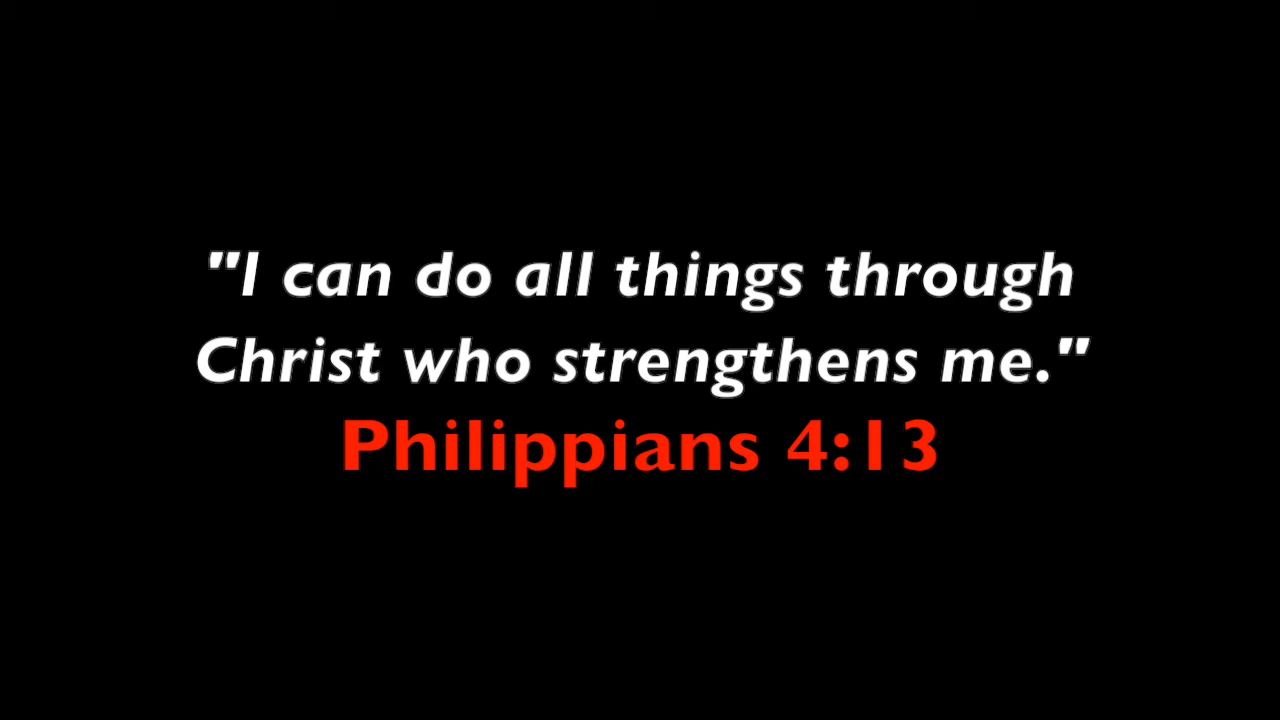 "I can do all things through
Christ who strengthens me."
Philippians 4:13